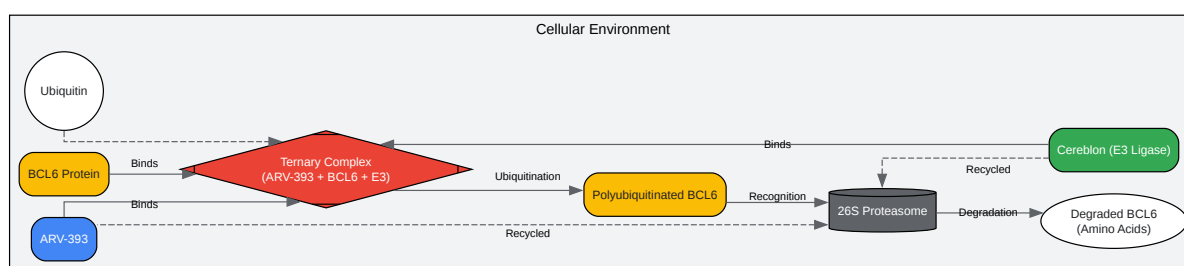 Cellular Environment
Ubiquitin
BCL6 Protein
Binds
Ternary Complex
(ARV-393 + BCL6 + E3)
Binds
Cereblon (E3 Ligase)
Recycled
Ubiquitination
Polyubiquitinated BCL6
Recognition
26S Proteasome
Degradation
Degraded BCL6
(Amino Acids)
Binds
ARV-393
Recycled